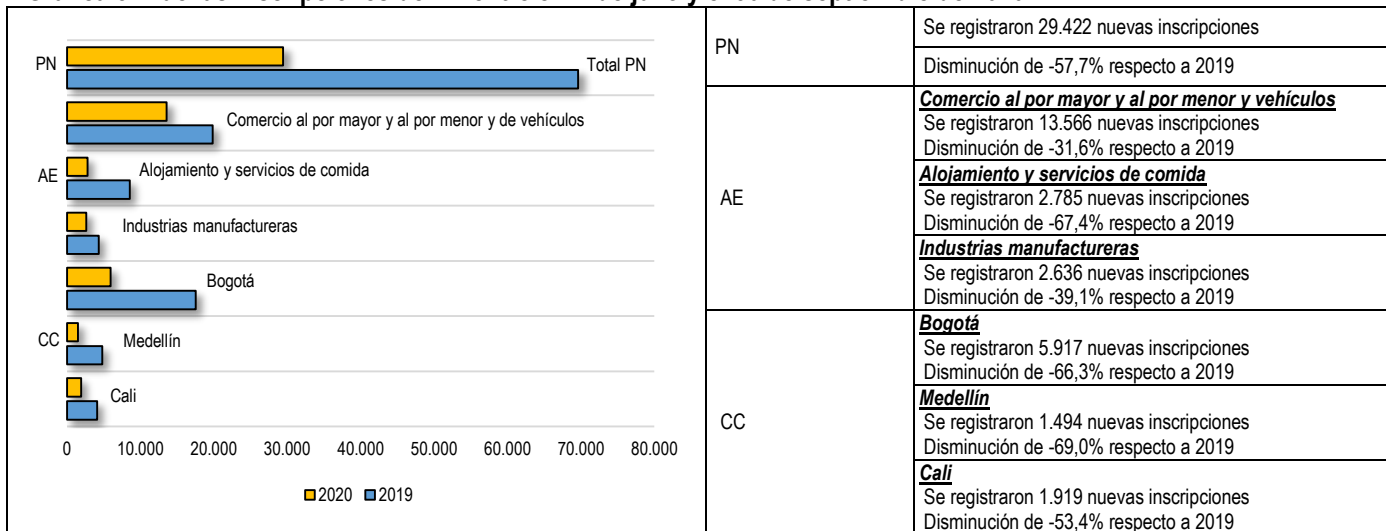 PN
Total PN
Comercio al por mayor y al por menor y de vehículos
AE
Alojamiento y servicios de comida
Industrias manufactureras
Bogotá
CC
Medellín
Cali
0 10.000 20.000 30.000 40.000 50.000 60.000 70.000 80.000
2020 2019
PN
Se registraron 29.422 nuevas inscripciones
Disminución de -57,7% respecto a 2019
AE
Comercio al por mayor y al por menor y vehículos
Se registraron 13.566 nuevas inscripciones
Disminución de -31,6% respecto a 2019
Alojamiento y servicios de comida
Se registraron 2.785 nuevas inscripciones
Disminución de -67,4% respecto a 2019
Industrias manufactureras
Se registraron 2.636 nuevas inscripciones
Disminución de -39,1% respecto a 2019
CC
Bogotá
Se registraron 5.917 nuevas inscripciones
Disminución de -66,3% respecto a 2019
Medellín
Se registraron 1.494 nuevas inscripciones
Disminución de -69,0% respecto a 2019
Cali
Se registraron 1.919 nuevas inscripciones
Disminución de -53,4% respecto a 2019